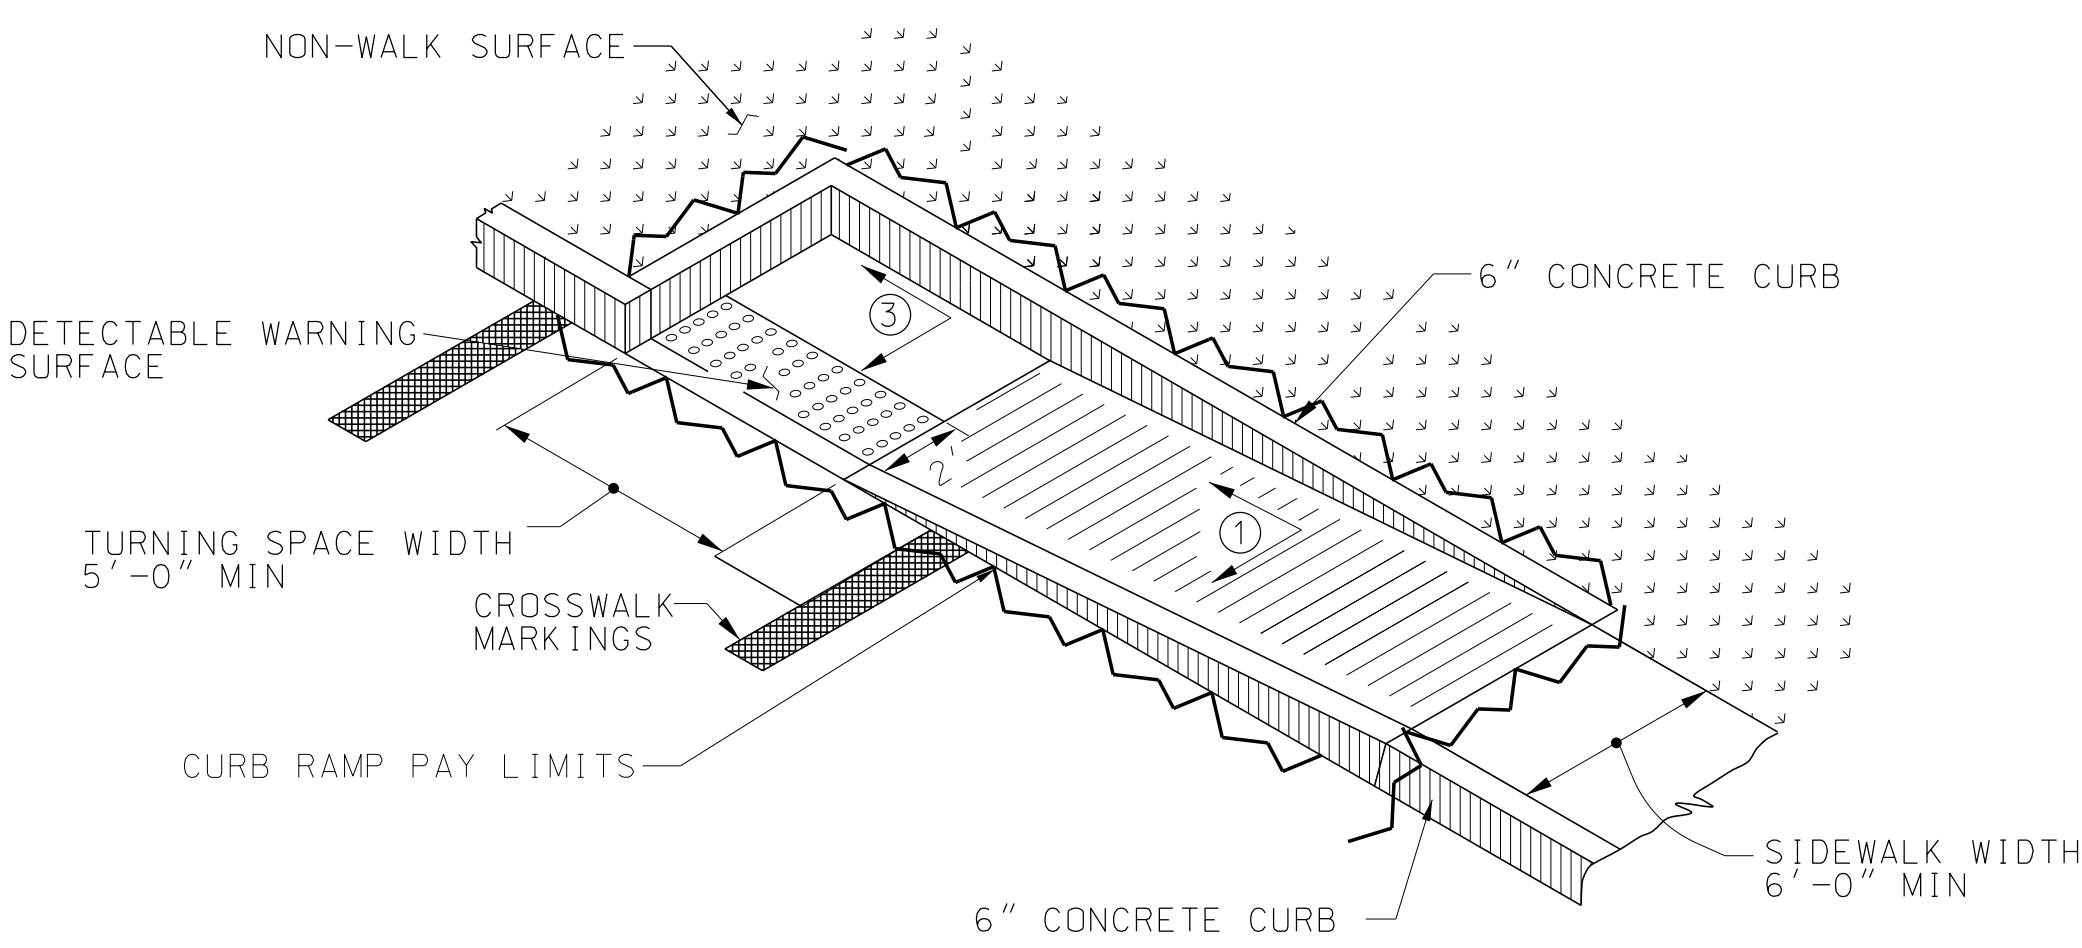 NON-WALK SURFACE
6" CONCRETE CURB
3
DETECTABLE WARNING
SURFACE
2'
1
TURNING SPACE WIDTH
5'-0" MIN
CROSSWALK
MARKINGS
CURB RAMP PAY LIMITS
SIDEWALK WIDTH
6'-0" MIN
6" CONCRETE CURB